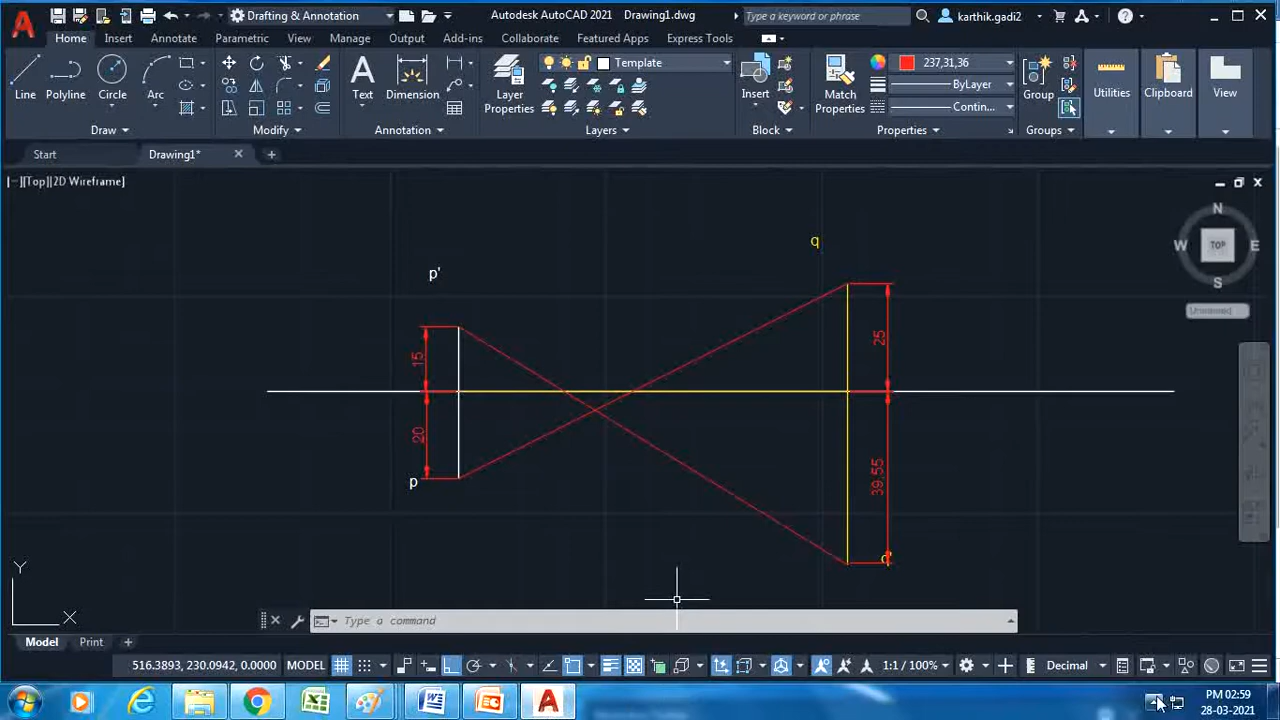 Drafting & Annotation
Autodesk AutoCAD 2021 Drawing1.dwg
Type a keyword or phrase
karthik.gadi2
Home Insert Annotate Parametric View Manage Output Add-ins Collaborate Featured Apps Express Tools
Template
237,31,36
ByLayer
Contin...
Line Polyline Circle Arc
Text Dimension
Layer Properties
Insert
Match Properties
Group
Utilities Clipboard View
Draw Modify Annotation Layers Block Properties Groups
Start Drawing1*
[−][Top][2D Wireframe]
N
W TOP E
S
Unnamed
q
p'
25
15
20
p
39,55
Y
X
Type a command
Model Print
516.3893, 230.0942, 0.0000 MODEL
1:1 / 100%
Decimal
PM 02:59
28-03-2021